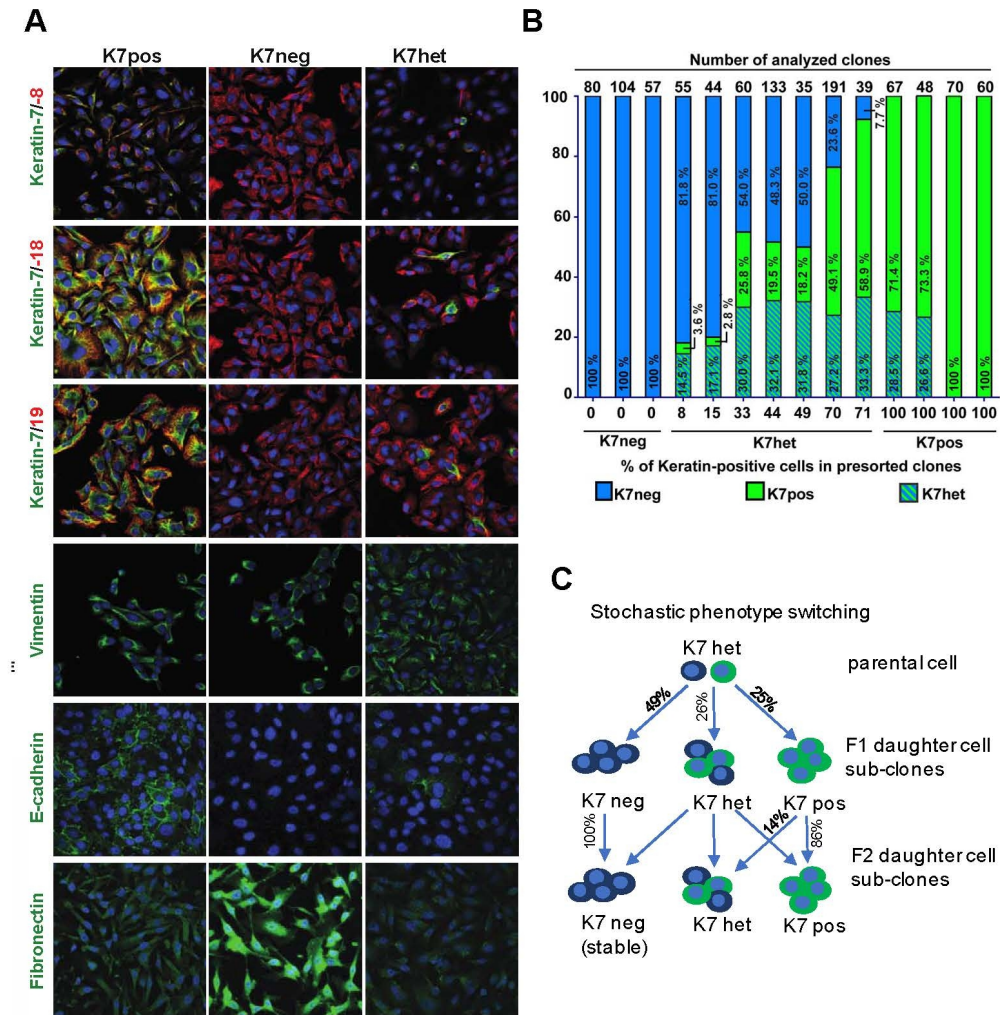 A
K7pos K7neg K7het
Keratin-7/-8
Keratin-7/-18
Keratin-7/19
Vimentin
E-cadherin
Fibronectin
...
B
Number of analyzed clones
80 104 57 55 44 60 133 35 191 39 67 48 70 60
100
80
60
40
20
0
100 %
100 %
100 %
81.8 %
3.6 %
14.5 %
81.0 %
2.8 %
17.1 %
54.0 %
25.8 %
30.0 %
48.3 %
19.5 %
32.1 %
50.0 %
18.2 %
31.8 %
23.6 %
49.1 %
27.2 %
7.7 %
58.9 %
33.3 %
71.4 %
28.5 %
73.3 %
26.6 %
100 %
100 %
0 0 0 8 15 33 44 49 70 71 100 100 100 100
K7neg K7het K7pos
% of Keratin-positive cells in presorted clones
K7neg K7pos K7het
C
Stochastic phenotype switching
K7 het
parental cell
49% 26% 25%
F1 daughter cell
sub-clones
K7 neg K7 het K7 pos
100% 14% 86%
F2 daughter cell
sub-clones
K7 neg K7 het K7 pos
(stable)